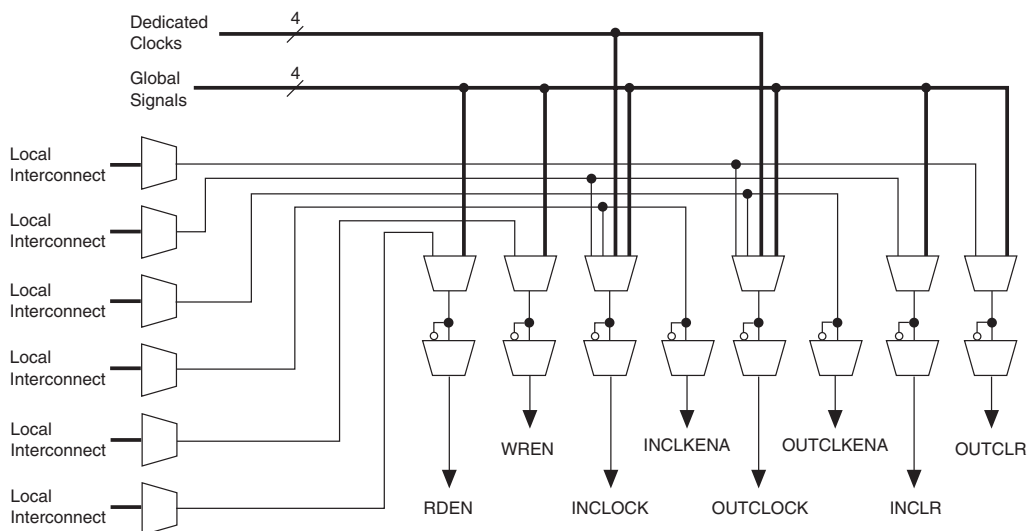 Dedicated
Clocks
4
Global
Signals
4
Local
Interconnect
Local
Interconnect
Local
Interconnect
Local
Interconnect
Local
Interconnect
Local
Interconnect
WREN
INCLKENA
OUTCLKENA
OUTCLR
RDEN
INCLOCK
OUTCLOCK
INCLR